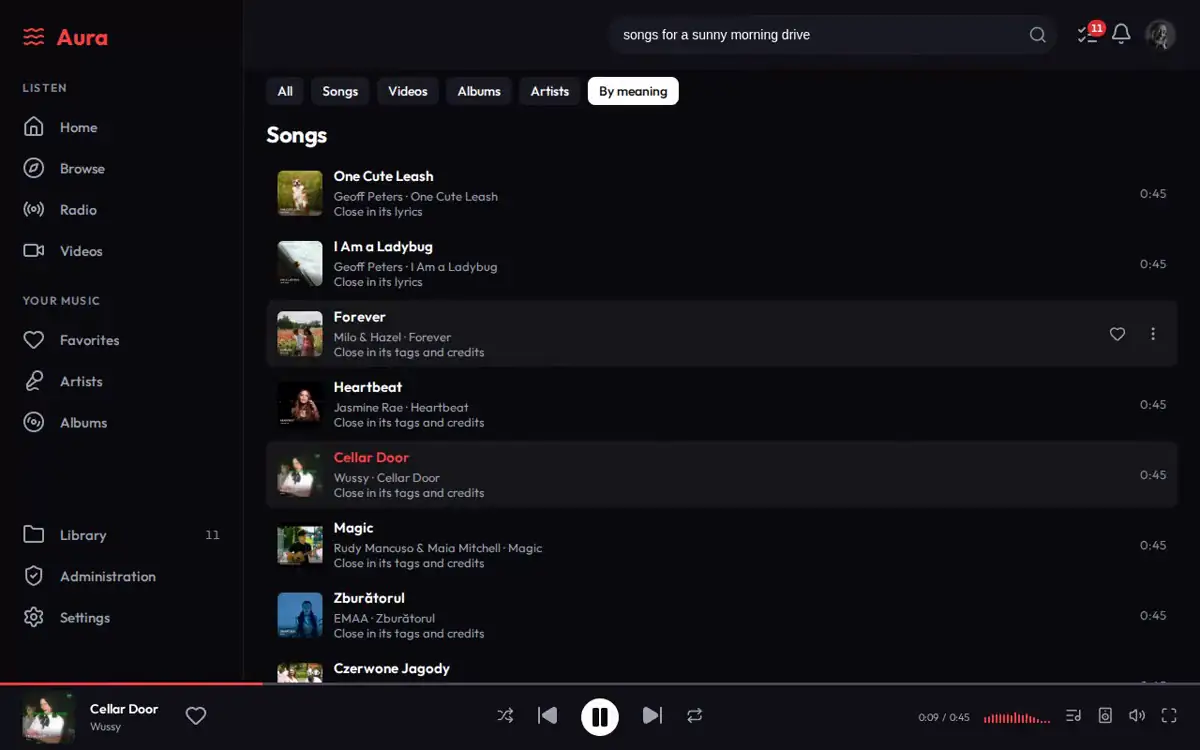 Aura
songs for a sunny morning drive
11
LISTEN
Home
Browse
Radio
Videos
YOUR MUSIC
Favorites
Artists
Albums
Library 11
Administration
Settings
All Songs Videos Albums Artists By meaning
Songs
One Cute Leash
Geoff Peters · One Cute Leash
Close in its lyrics
0:45
I Am a Ladybug
Geoff Peters · I Am a Ladybug
Close in its lyrics
0:45
Forever
Milo & Hazel · Forever
Close in its tags and credits
Heartbeat
Jasmine Rae · Heartbeat
Close in its tags and credits
0:45
Cellar Door
Wussy · Cellar Door
Close in its tags and credits
0:45
Magic
Rudy Mancuso & Maia Mitchell · Magic
Close in its tags and credits
0:45
Zburătorul
EMAA · Zburătorul
Close in its tags and credits
0:45
Czerwone Jagody
Cellar Door
Wussy
0:09 / 0:45